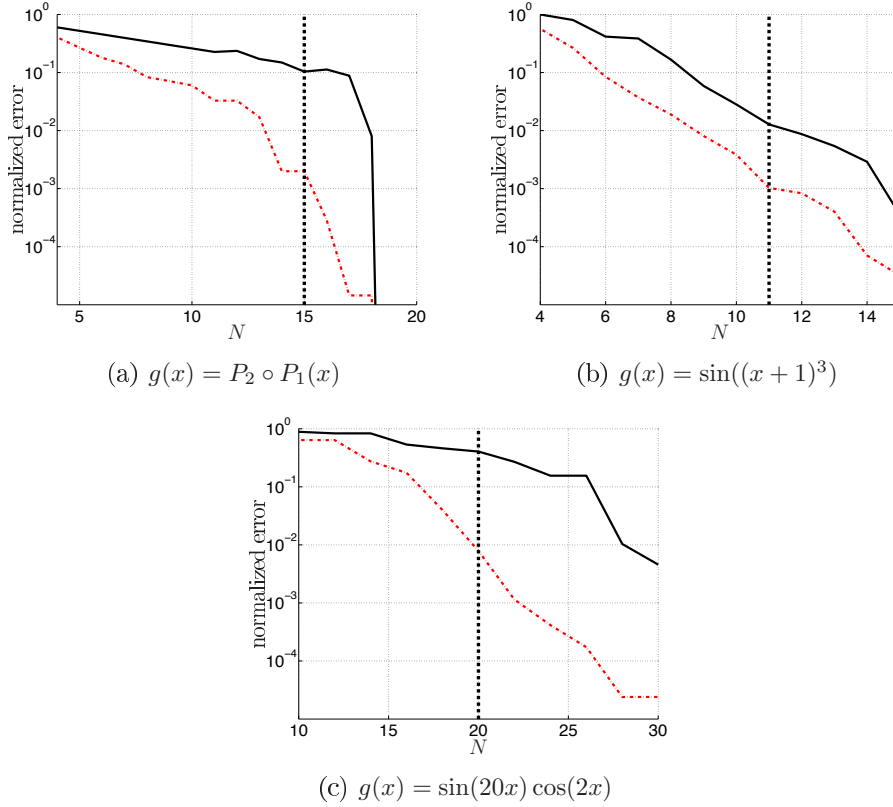 10^0
10^-1
10^-2
10^-3
10^-4
normalized error
5 10 15 20
N
(a) g(x) = P_2 ∘ P_1(x)
10^0
10^-1
10^-2
10^-3
10^-4
normalized error
4 6 8 10 12 14
N
(b) g(x) = sin((x + 1)^3)
10^0
10^-1
10^-2
10^-3
10^-4
normalized error
10 15 20 25 30
N
(c) g(x) = sin(20x) cos(2x)